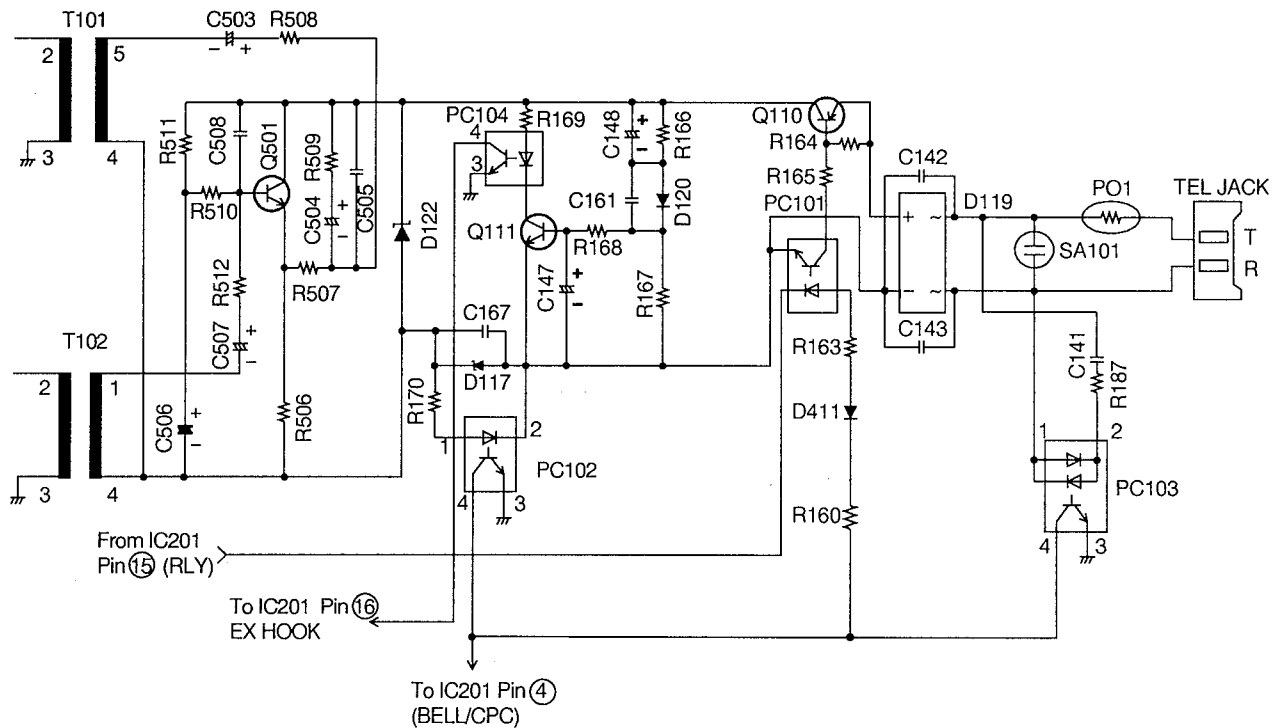 T101
C503
R508
2
5
3
4
- +
R511
C508
Q501
R509
C504
+
-
C505
R510
R512
C507
+
-
R507
T102
2
1
3
4
C506
+
-
R506
D122
PC104
4
3
R169
Q111
C148
+
-
R166
C161
D120
R168
C147
+
-
R167
C167
D117
R170
1
2
PC102
4
3
Q110
R164
R165
PC101
C142
+ ~
- ~
C143
D119
PO1
TEL JACK
T
R
SA101
R163
D411
R160
C141
R187
1
2
PC103
4
3
From IC201
Pin 15 (RLY)
To IC201 Pin 16
EX HOOK
To IC201 Pin 4
(BELL/CPC)